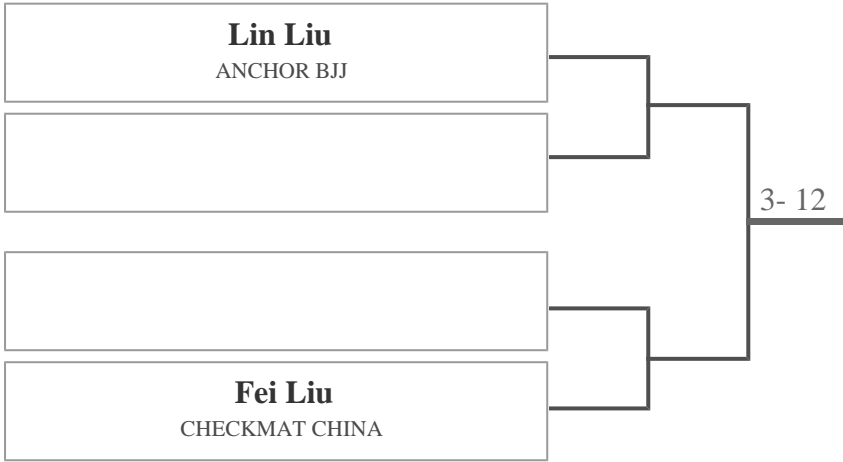 Lin Liu
ANCHOR BJJ
3- 12
Fei Liu
CHECKMAT CHINA